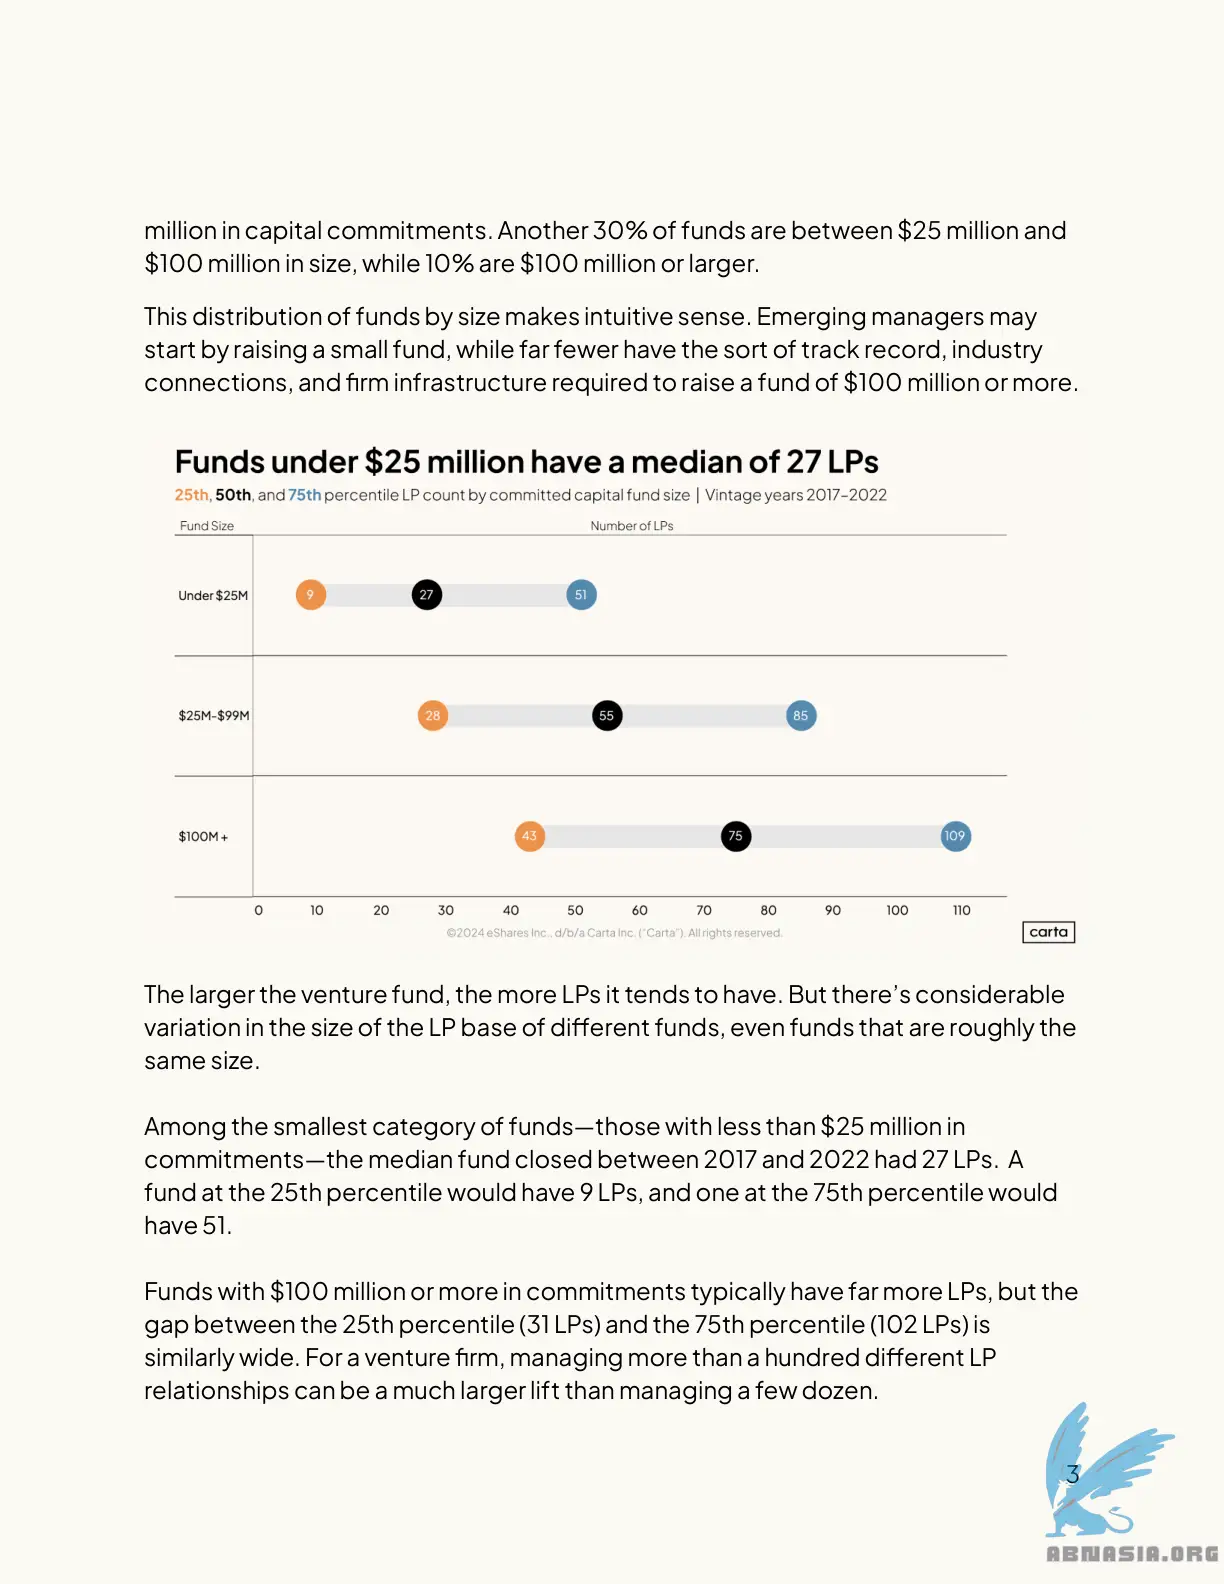 million in capital commitments. Another 30% of funds are between $25 million and
$100 million in size, while 10% are $100 million or larger.
This distribution of funds by size makes intuitive sense. Emerging managers may
start by raising a small fund, while far fewer have the sort of track record, industry
connections, and firm infrastructure required to raise a fund of $100 million or more.
Funds under $25 million have a median of 27 LPs
25th, 50th, and 75th percentile LP count by committed capital fund size | Vintage years 2017–2022
Fund Size Number of LPs
Under $25M 9 27 51
$25M-$99M 28 55 85
$100M + 43 75 109
0 10 20 30 40 50 60 70 80 90 100 110
©2024 eShares Inc., d/b/a Carta Inc. ("Carta"). All rights reserved.
carta
The larger the venture fund, the more LPs it tends to have. But there’s considerable
variation in the size of the LP base of different funds, even funds that are roughly the
same size.
Among the smallest category of funds—those with less than $25 million in
commitments—the median fund closed between 2017 and 2022 had 27 LPs. A
fund at the 25th percentile would have 9 LPs, and one at the 75th percentile would
have 51.
Funds with $100 million or more in commitments typically have far more LPs, but the
gap between the 25th percentile (31 LPs) and the 75th percentile (102 LPs) is
similarly wide. For a venture firm, managing more than a hundred different LP
relationships can be a much larger lift than managing a few dozen.
3
ABNASIA.ORG